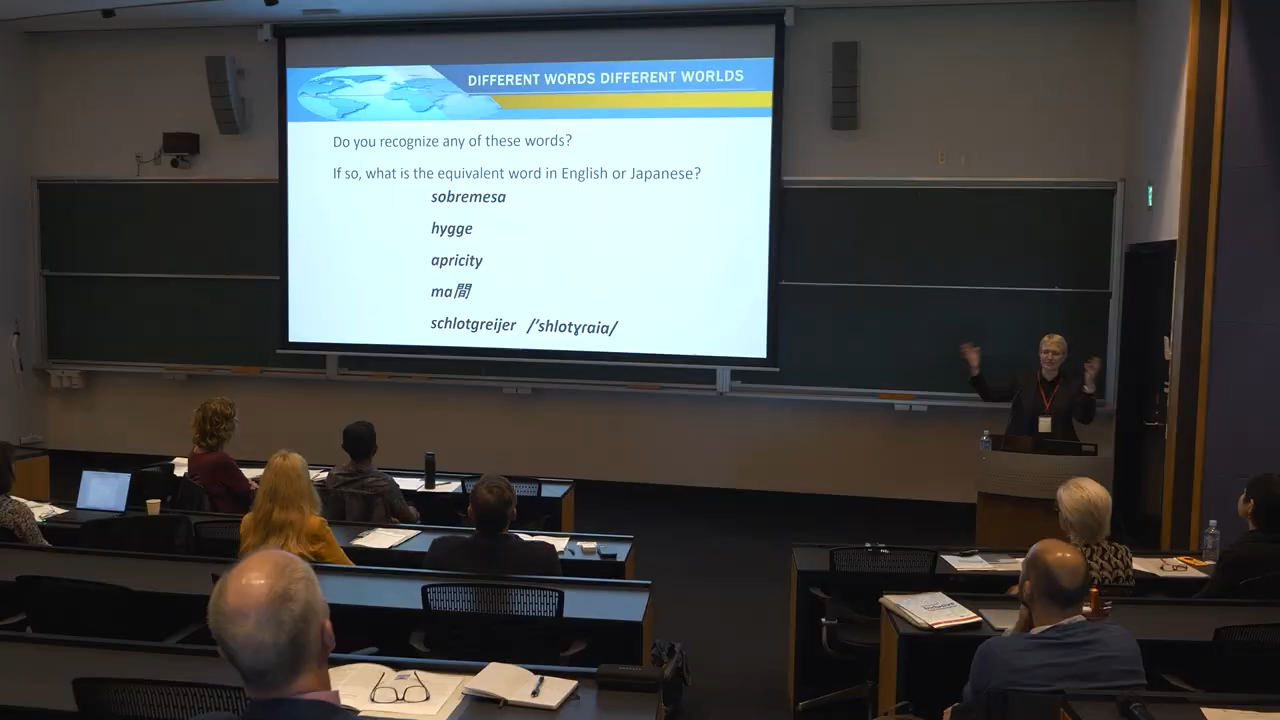 DIFFERENT WORDS DIFFERENT WORLDS
Do you recognize any of these words?
If so, what is the equivalent word in English or Japanese?
sobremesa
hygge
apricity
ma間
schlotgreijer /’shlotɣraia/